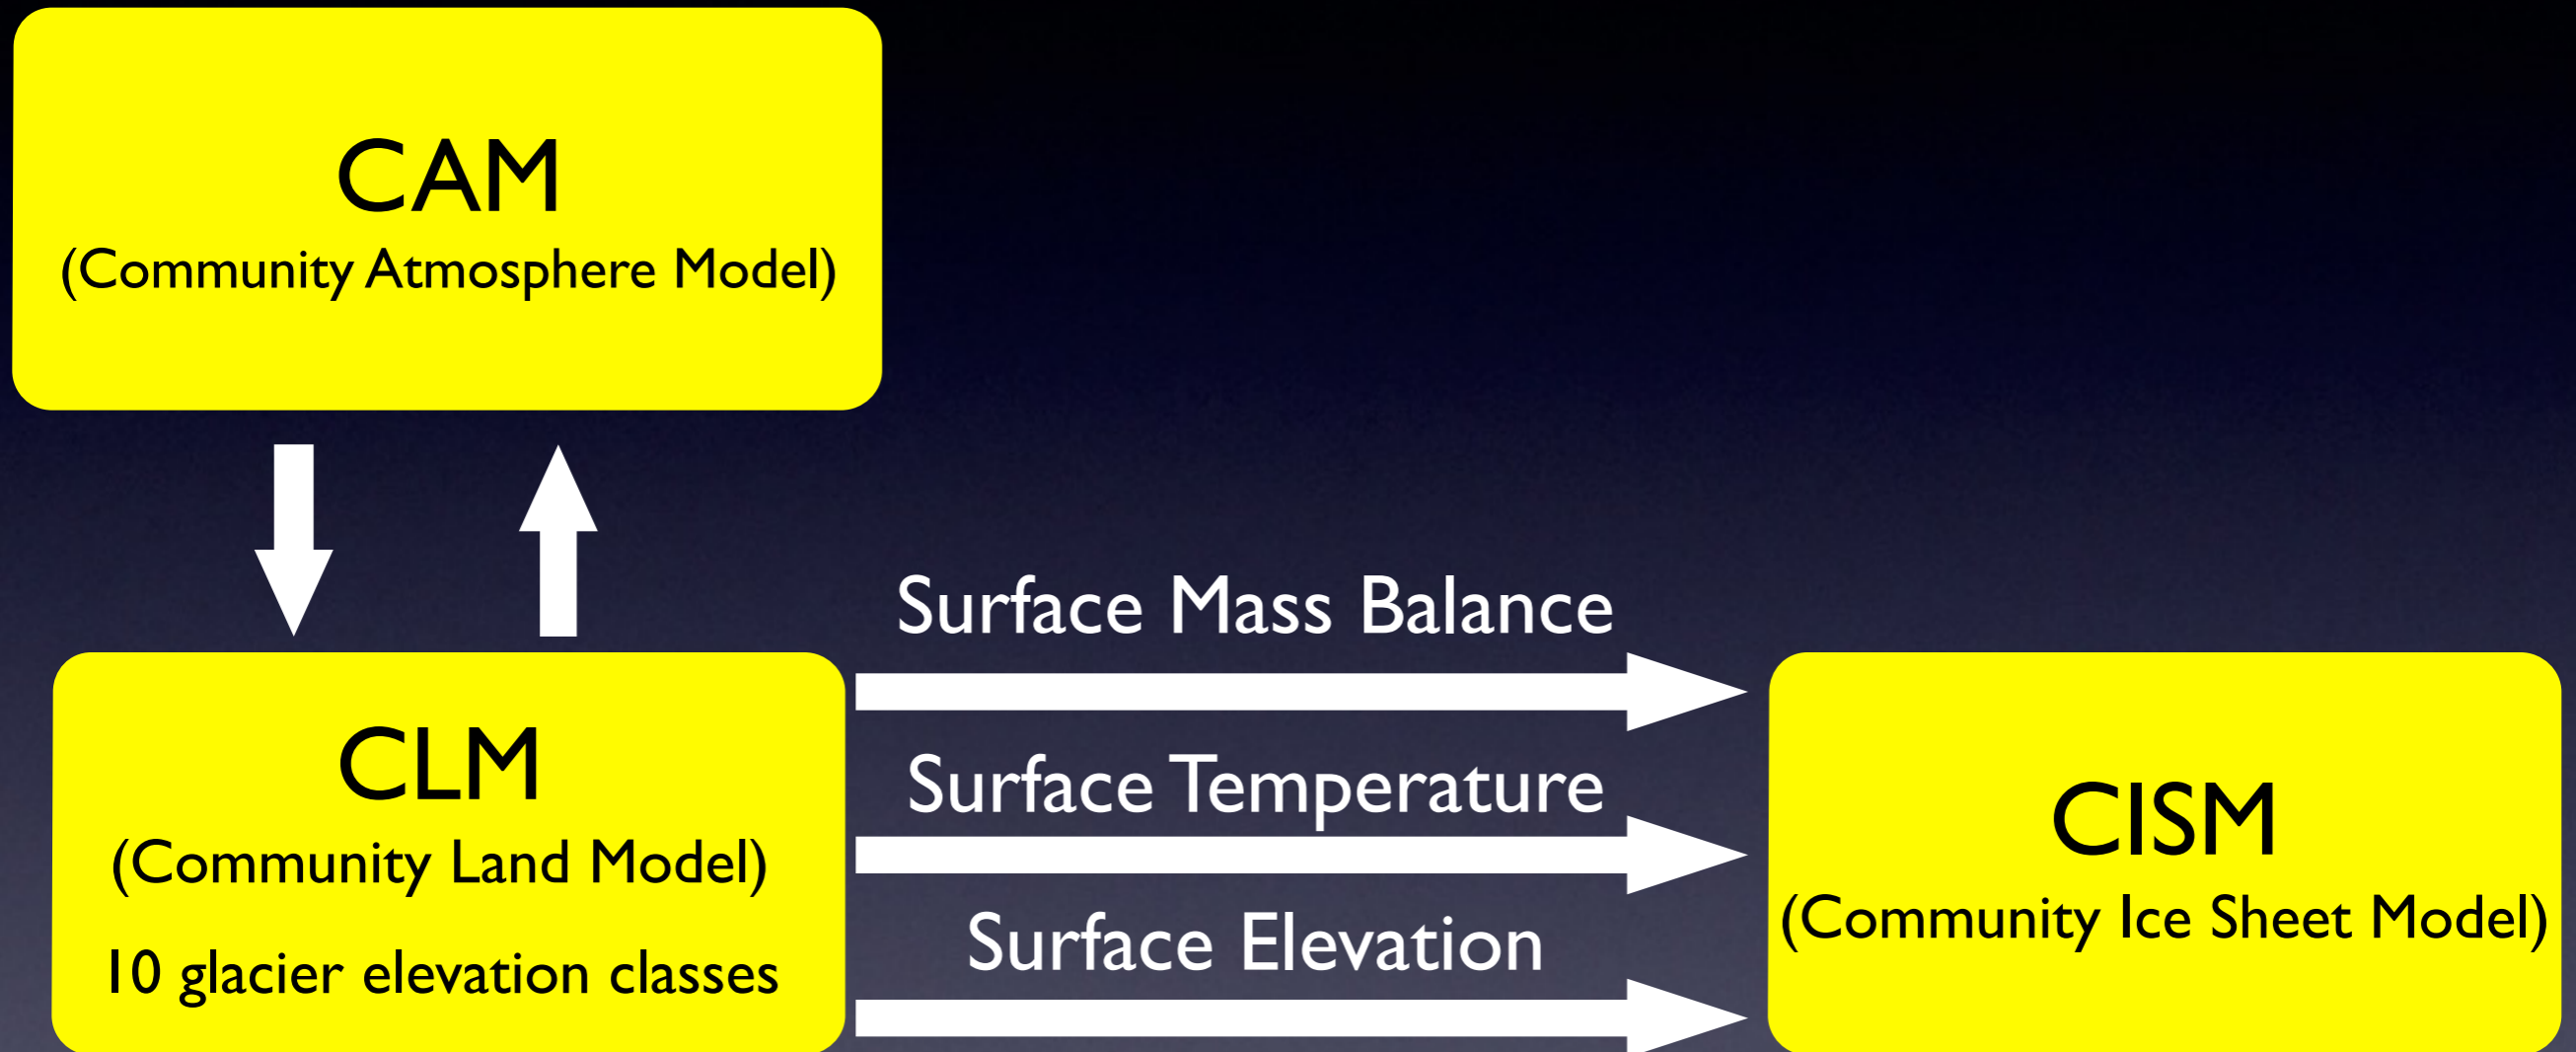 CAM
(Community Atmosphere Model)
Surface Mass Balance
CLM
(Community Land Model)
10 glacier elevation classes
Surface Temperature
Surface Elevation
CISM
(Community Ice Sheet Model)